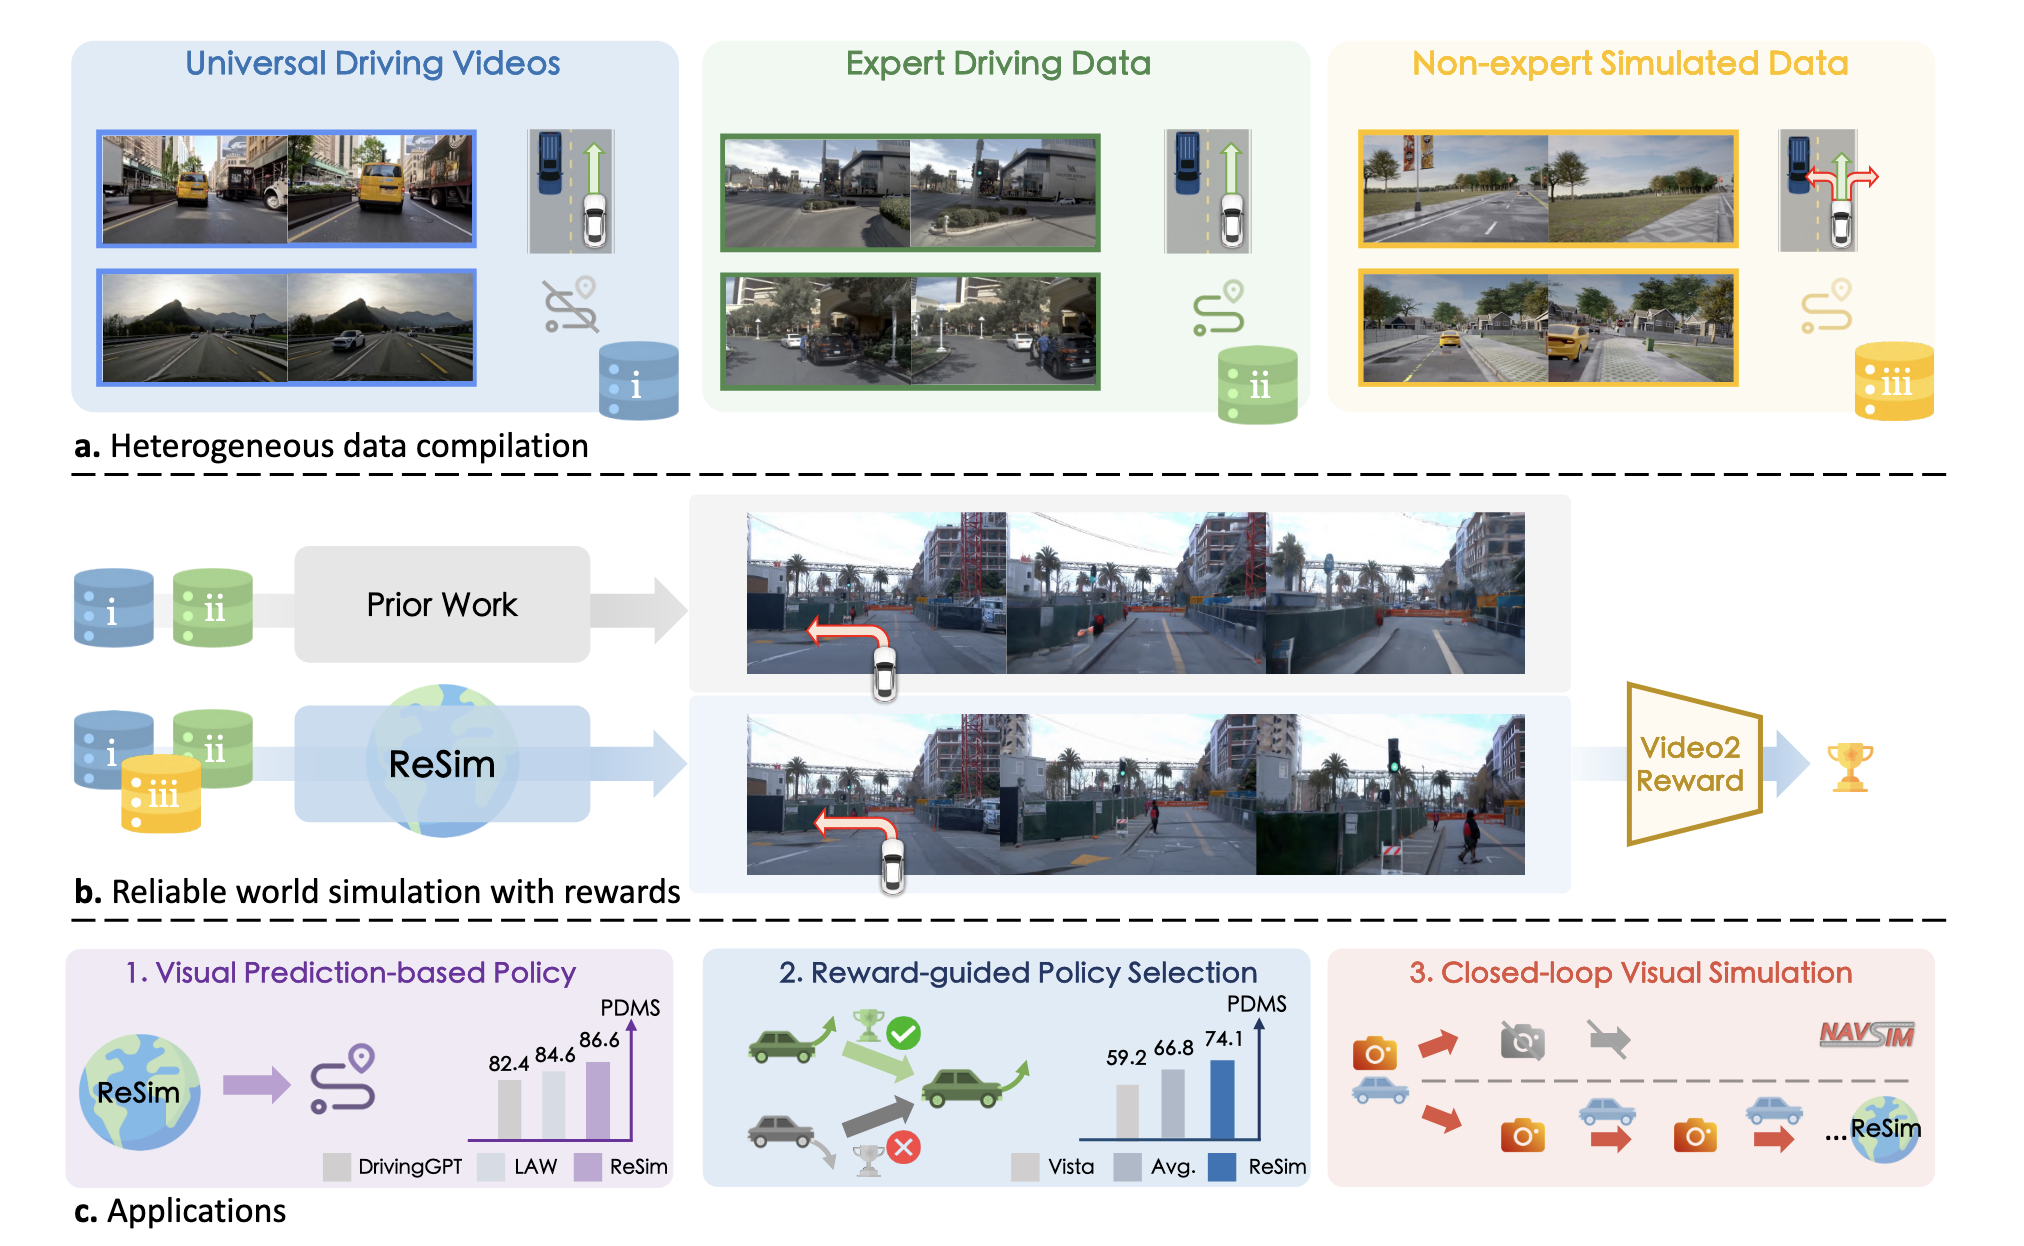 Universal Driving Videos
Expert Driving Data
Non-expert Simulated Data
i
ii
iii
a. Heterogeneous data compilation
i
ii
Prior Work
i
ii
iii
ReSim
Video2
Reward
b. Reliable world simulation with rewards
1. Visual Prediction-based Policy
PDMS
82.4
84.6
86.6
ReSim
DrivingGPT
LAW
ReSim
2. Reward-guided Policy Selection
PDMS
59.2
66.8
74.1
Vista
Avg.
ReSim
3. Closed-loop Visual Simulation
NAVSIM
...ReSim
c. Applications